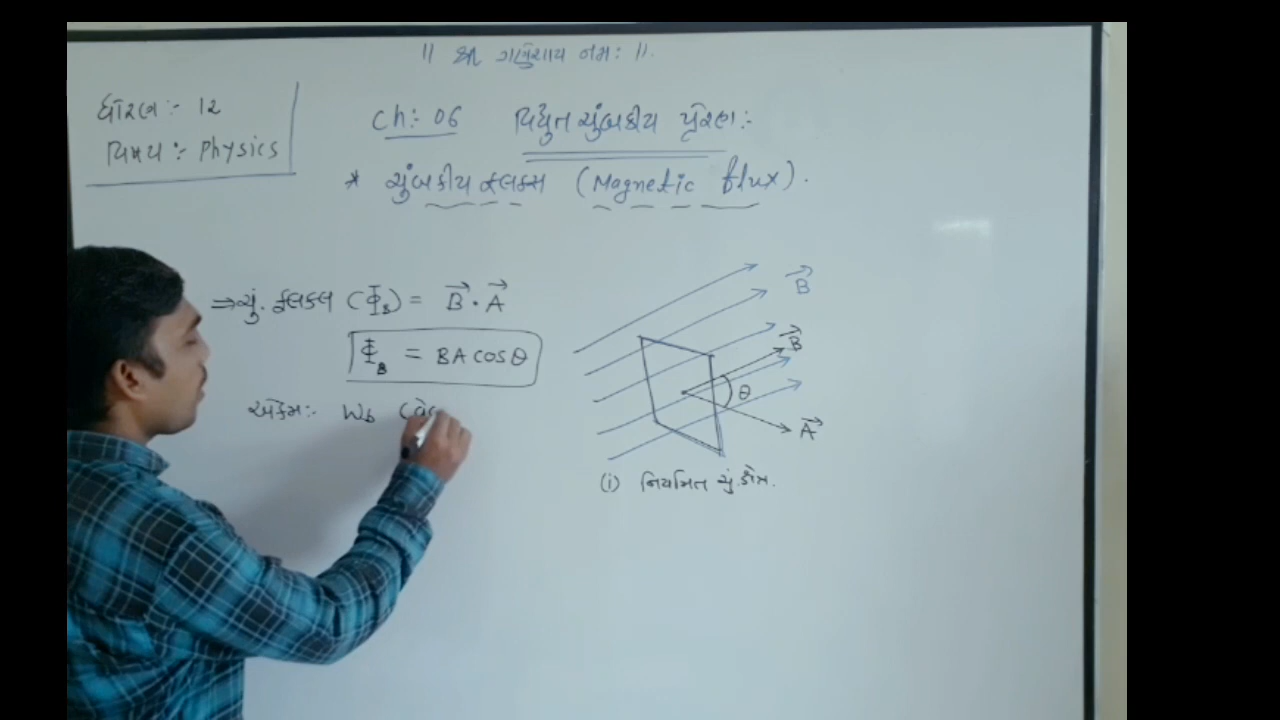 || શ્રી ગણેશાય નમઃ ||.
ધોરણ :- 12
વિષય :- Physics
Ch:- 06 વિદ્યુત ચુંબકીય પ્રેરણ :-
* ચુંબકીય ફ્લક્સ (Magnetic flux).
⇒ ચું. ફ્લક્સ (Φ_B) = B⃗ · A⃗
Φ_B = BA cos θ
એકમ :- Wb (વે
B⃗
B⃗
θ
A⃗
(i) નિયમિત ચું. ક્ષેત્ર.